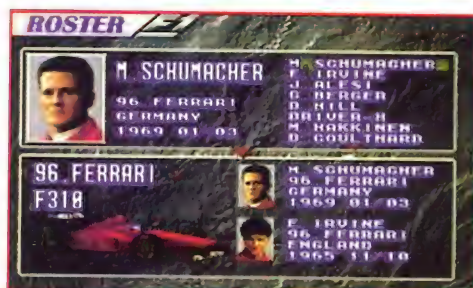 ROSTER F1
M. SCHUMACHER
96. FERRARI
GERMANY
1969 01/03
M. SCHUMACHER
E. IRVINE
J. ALESI
G. BERGER
D. HILL
DRIVER-H
M. HAKKINEN
D. COULTHARD
96. FERRARI
F310
M. SCHUMACHER
96. FERRARI
GERMANY
1969 01/03
E. IRVINE
96. FERRARI
ENGLAND
1965 11/10